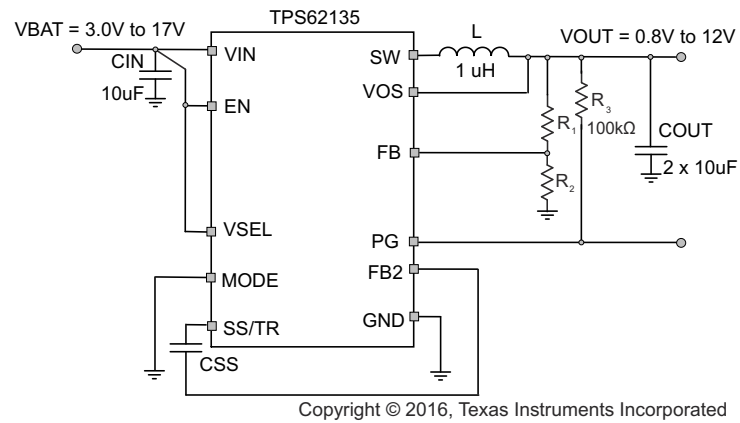 TPS62135
VBAT = 3.0V to 17V
VIN
CIN
10uF
EN
VSEL
MODE
SS/TR
CSS
SW
L
1 uH
VOUT = 0.8V to 12V
VOS
R₁
R₃
100kΩ
COUT
2 x 10uF
FB
R₂
PG
FB2
GND
Copyright © 2016, Texas Instruments Incorporated